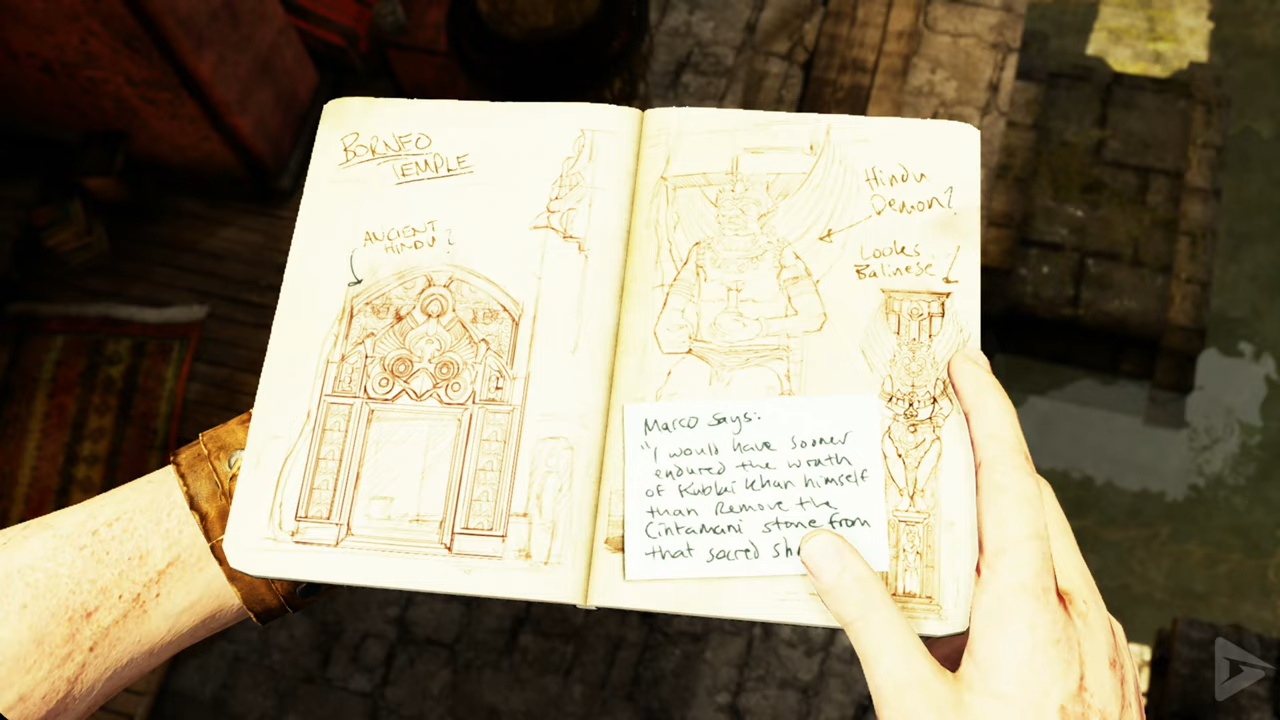 BORNEO
TEMPLE
ANCIENT
HINDU?
Hindu
Demon?
Looks
Balinese
Marco says:
"I would have sooner
endured the wrath
of Kublai Khan himself
than Remove the
Cintamani stone from
that sacred